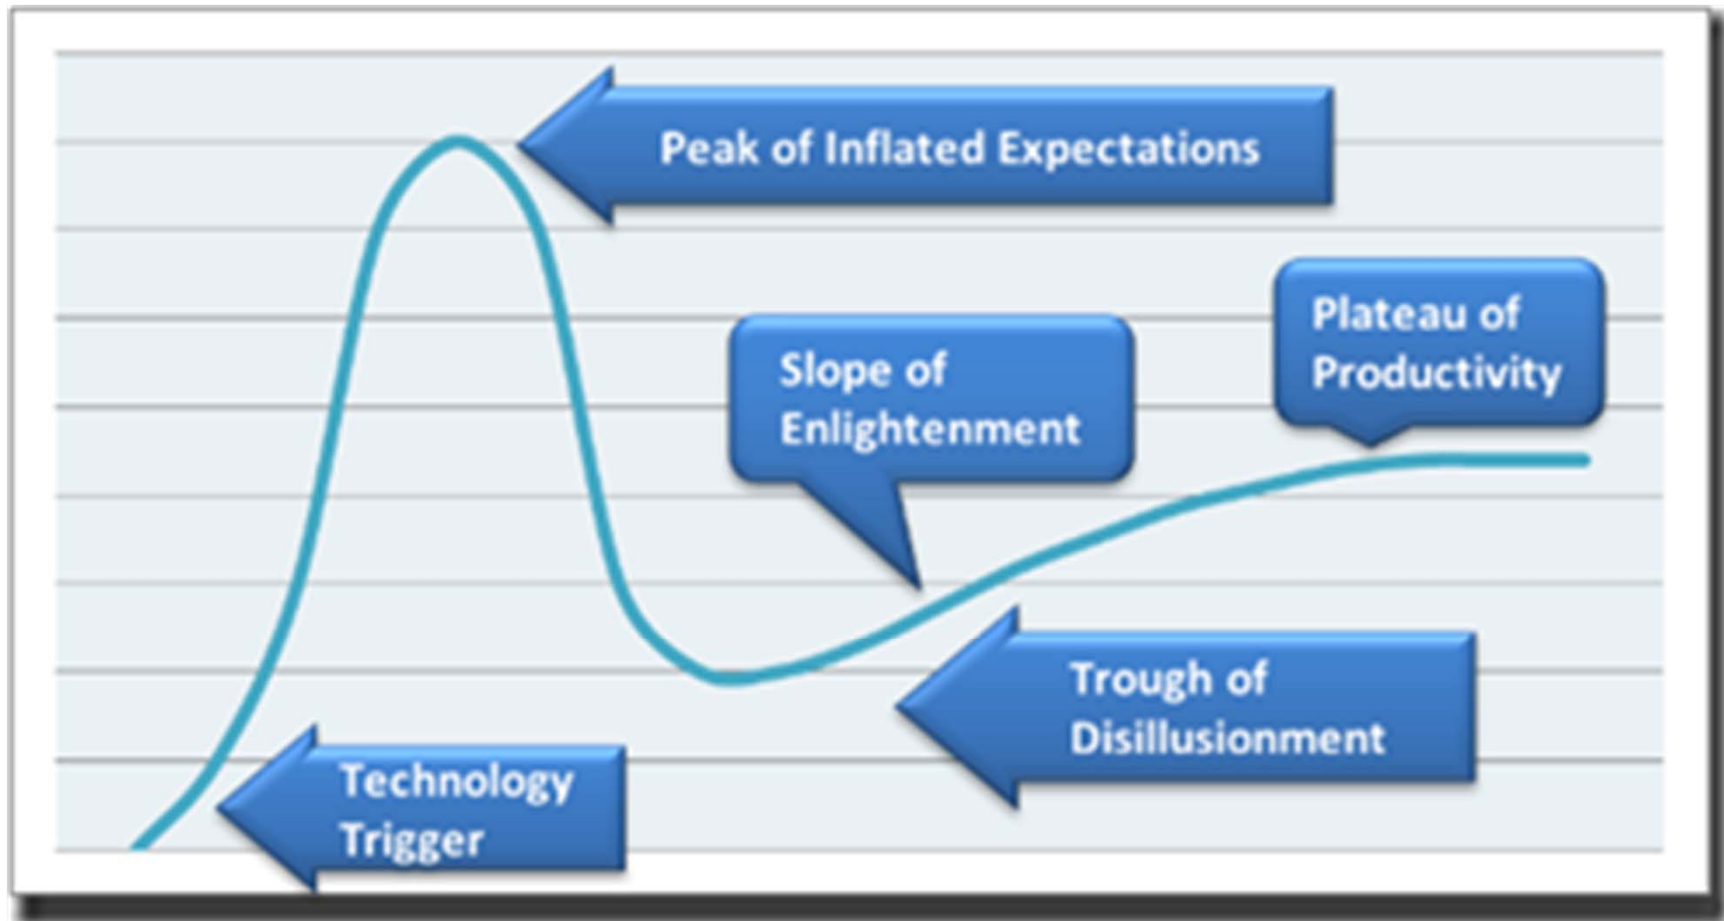 Peak of Inflated Expectations
Plateau of
Productivity
Slope of
Enlightenment
Trough of
Disillusionment
Technology
Trigger